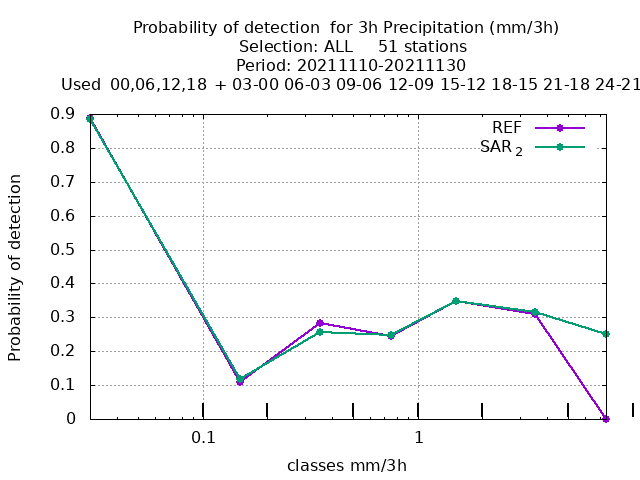 Probability of detection  for 3h Precipitation (mm/3h)
Selection: ALL     51 stations
Period: 20211110-20211130
Used  00,06,12,18  + 03-00 06-03 09-06 12-09 15-12 18-15 21-18 24-21
0.9
0.8
0.7
0.6
0.5
0.4
0.3
0.2
0.1
0
Probability of detection
REF
SAR 2
0.1
1
classes mm/3h